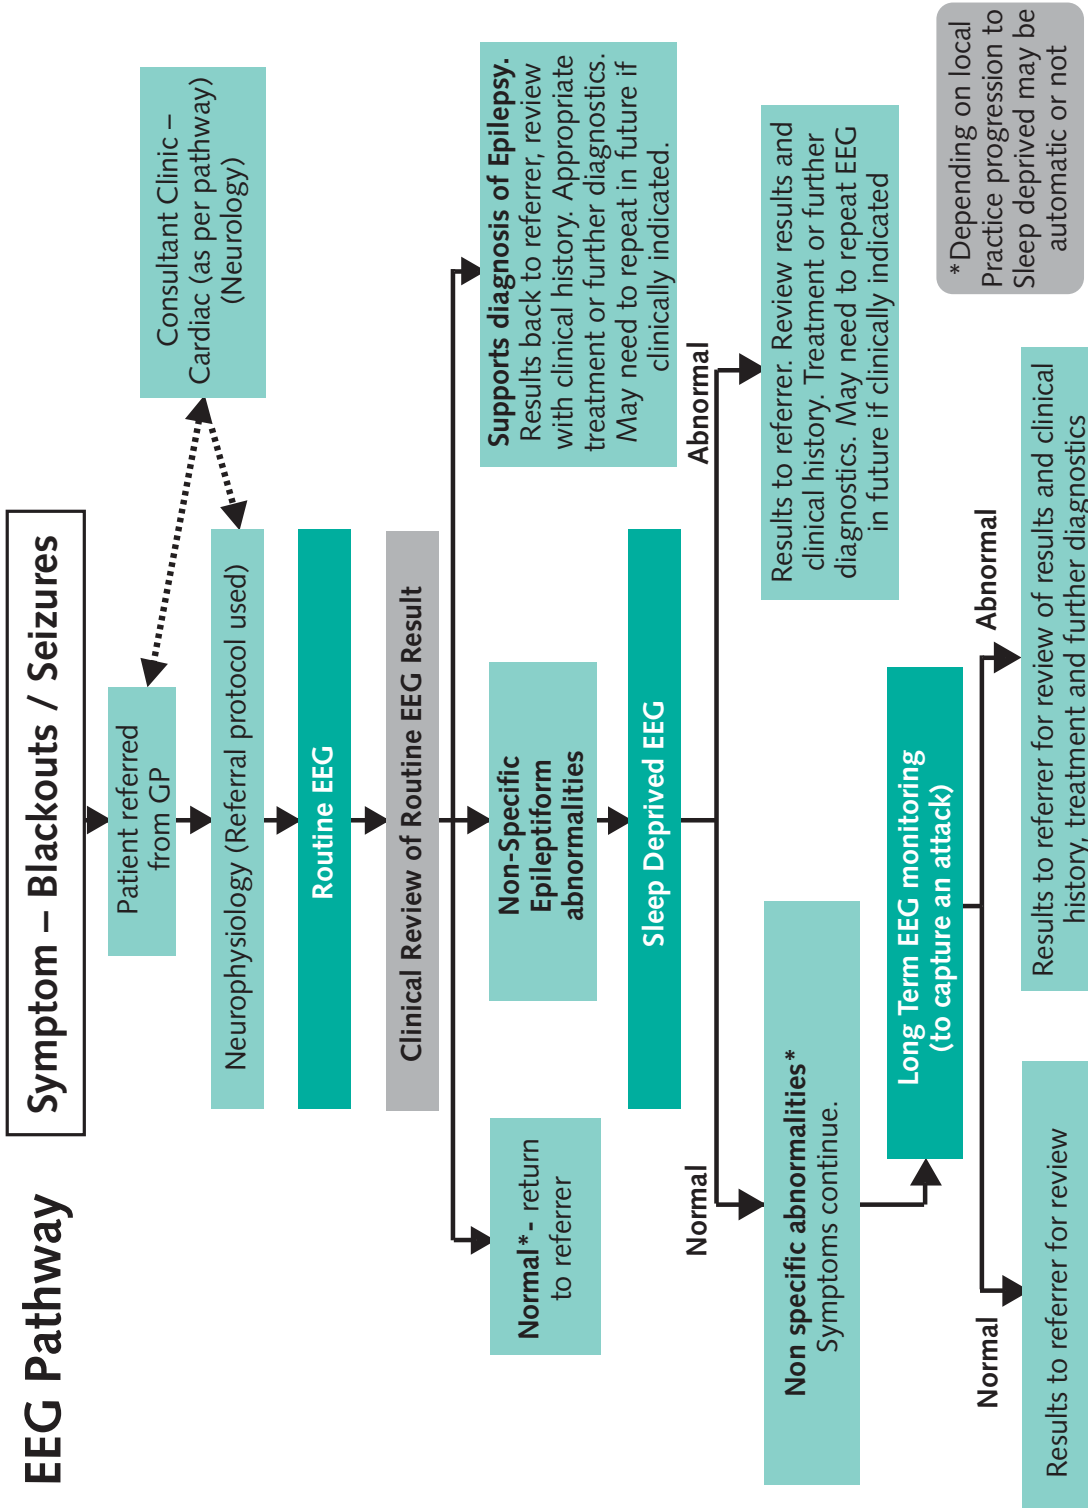 EEG Pathway
Symptom – Blackouts / Seizures
Patient referred
from GP
Consultant Clinic –
Cardiac (as per pathway)
(Neurology)
Neurophysiology (Referral protocol used)
Routine EEG
Clinical Review of Routine EEG Result
Normal* - return
to referrer
Non-Specific
Epileptiform
abnormalities
Supports diagnosis of Epilepsy.
Results back to referrer, review
with clinical history. Appropriate
treatment or further diagnostics.
May need to repeat in future if
clinically indicated.
Sleep Deprived EEG
Normal
Abnormal
Non specific abnormalities*
Symptoms continue.
Results to referrer. Review results and
clinical history. Treatment or further
diagnostics. May need to repeat EEG
in future if clinically indicated
Long Term EEG monitoring
(to capture an attack)
Normal
Abnormal
Results to referrer for review
Results to referrer for review of results and clinical
history, treatment and further diagnostics
*Depending on local
Practice progression to
Sleep deprived may be
automatic or not